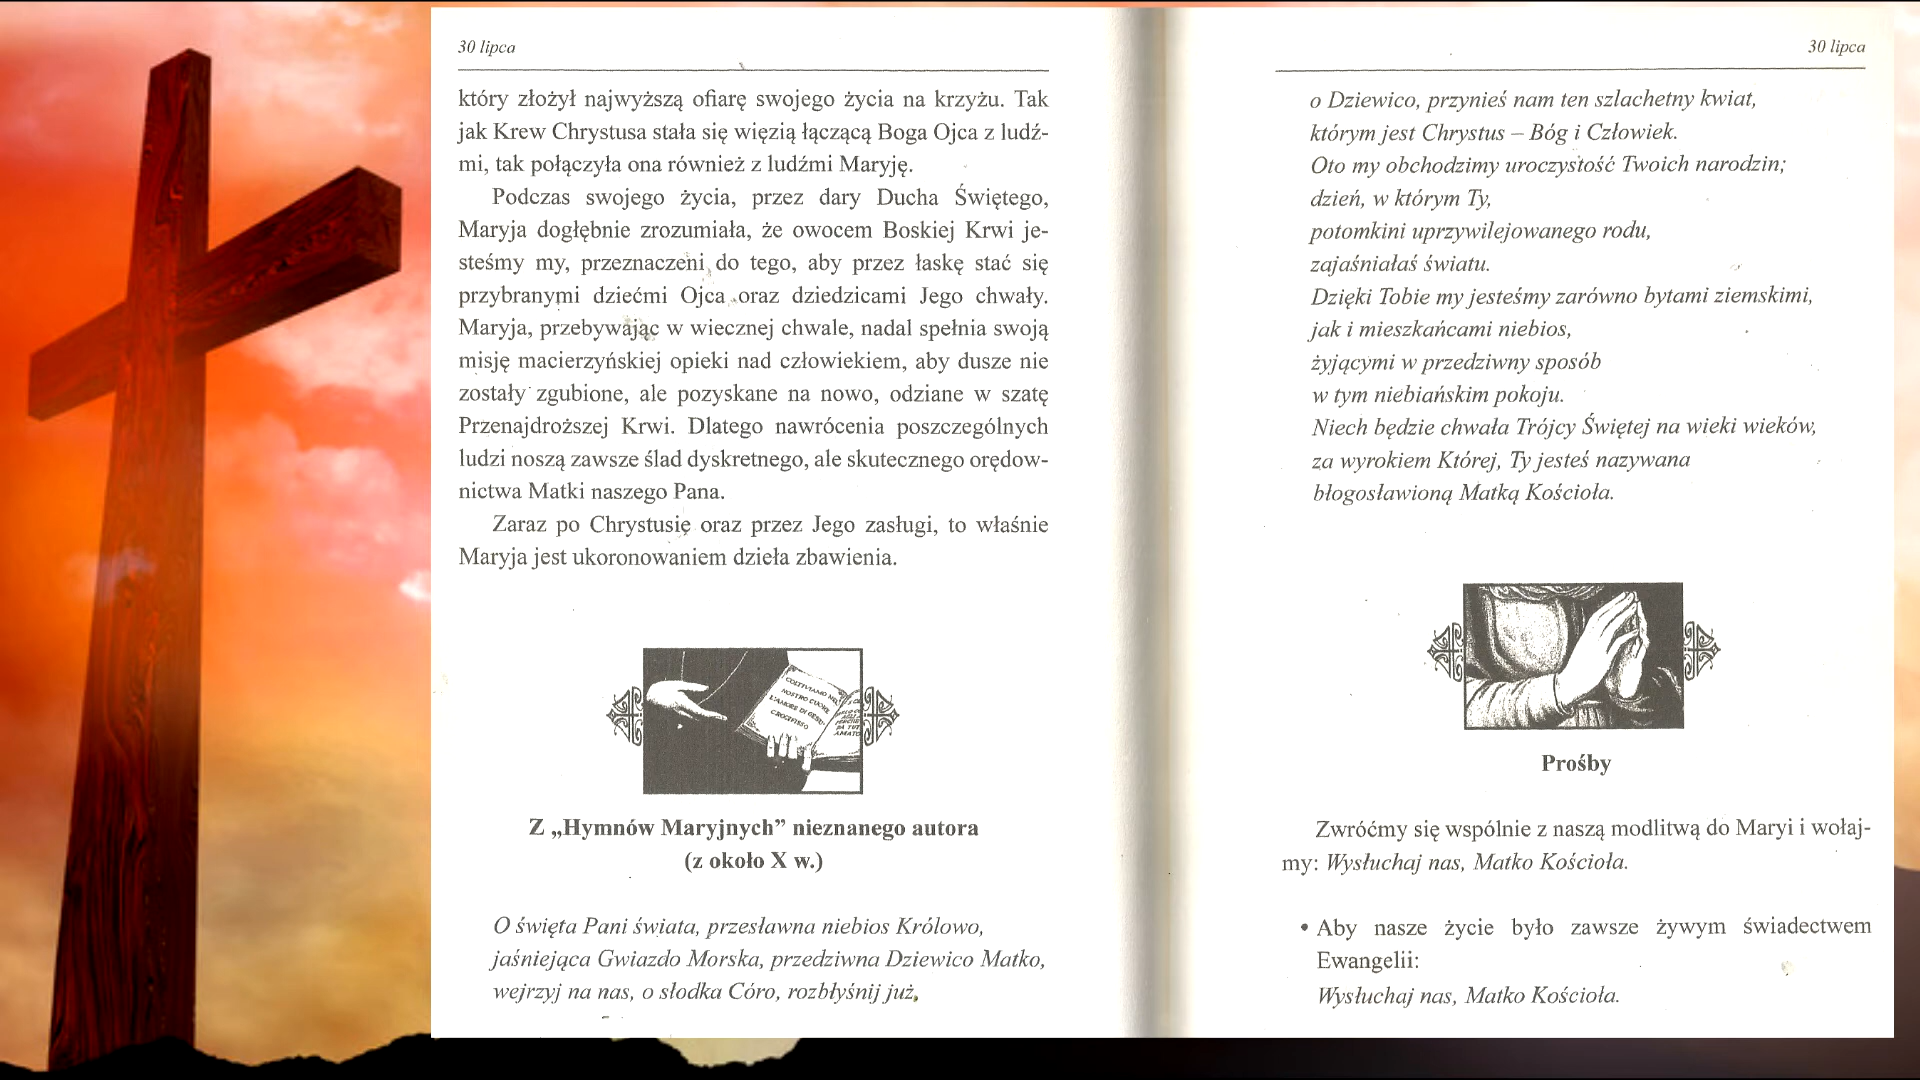 30 lipca
który złożył najwyższą ofiarę swojego życia na krzyżu. Tak
jak Krew Chrystusa stała się więzią łączącą Boga Ojca z ludź-
mi, tak połączyła ona również z ludźmi Maryję.
Podczas swojego życia, przez dary Ducha Świętego,
Maryja dogłębnie zrozumiała, że owocem Boskiej Krwi je-
steśmy my, przeznaczeni do tego, aby przez łaskę stać się
przybranymi dziećmi Ojca oraz dziedzicami Jego chwały.
Maryja, przebywając w wiecznej chwale, nadal spełnia swoją
misję macierzyńskiej opieki nad człowiekiem, aby dusze nie
zostały zgubione, ale pozyskane na nowo, odziane w szatę
Przenajdroższej Krwi. Dlatego nawrócenia poszczególnych
ludzi noszą zawsze ślad dyskretnego, ale skutecznego orędow-
nictwa Matki naszego Pana.
Zaraz po Chrystusie oraz przez Jego zasługi, to właśnie
Maryja jest ukoronowaniem dzieła zbawienia.
COLTIVIAMO NEL
NOSTRO CUORE
L'AMORE DI GESÙ
CROCIFISSO
AMATO
Z „Hymnów Maryjnych” nieznanego autora
(z około X w.)
O święta Pani świata, przesławna niebios Królowo,
jaśniejąca Gwiazdo Morska, przedziwna Dziewico Matko,
wejrzyj na nas, o słodka Córo, rozbłyśnij już,
30 lipca
o Dziewico, przynieś nam ten szlachetny kwiat,
którym jest Chrystus – Bóg i Człowiek.
Oto my obchodzimy uroczystość Twoich narodzin;
dzień, w którym Ty,
potomkini uprzywilejowanego rodu,
zajaśniałaś światu.
Dzięki Tobie my jesteśmy zarówno bytami ziemskimi,
jak i mieszkańcami niebios,
żyjącymi w przedziwny sposób
w tym niebiańskim pokoju.
Niech będzie chwała Trójcy Świętej na wieki wieków,
za wyrokiem Której, Ty jesteś nazywana
błogosławioną Matką Kościoła.
Prośby
Zwróćmy się wspólnie z naszą modlitwą do Maryi i wołaj-
my: Wysłuchaj nas, Matko Kościoła.
• Aby nasze życie było zawsze żywym świadectwem
Ewangelii:
Wysłuchaj nas, Matko Kościoła.